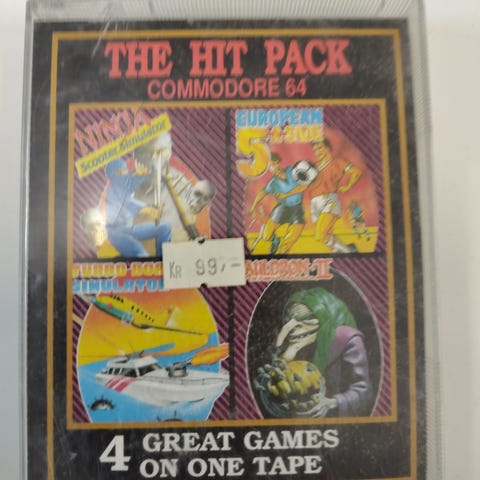 THE HIT PACK
COMMODORE 64
NINJA
Scooter Simulator
EUROPEAN
5-A-SIDE
KR 99,-
TURBO BOAT
SIMULATOR
CAULDRON II
4 GREAT GAMES
ON ONE TAPE